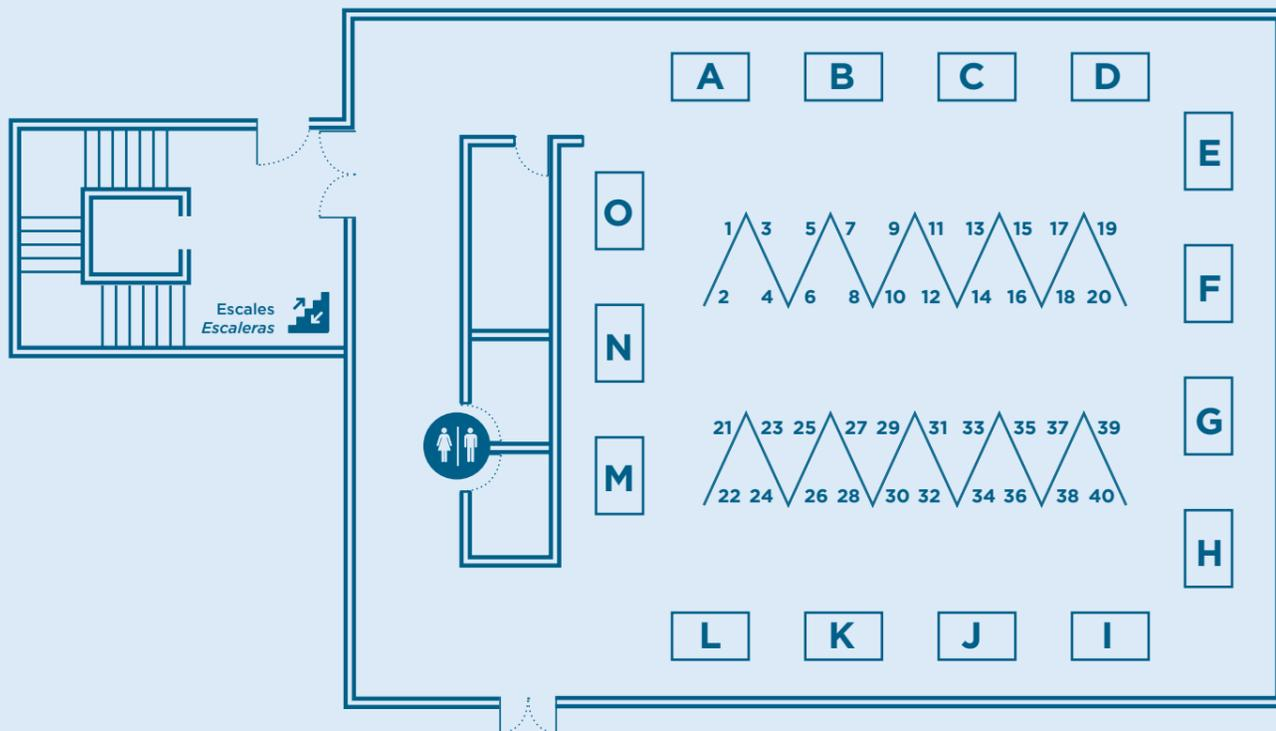 A B C D
E
O
1 3 5 7 9 11 13 15 17 19
F
2 4 6 8 10 12 14 16 18 20
Escales
Escaleras
N
G
21 23 25 27 29 31 33 35 37 39
M
22 24 26 28 30 32 34 36 38 40
H
L K J I